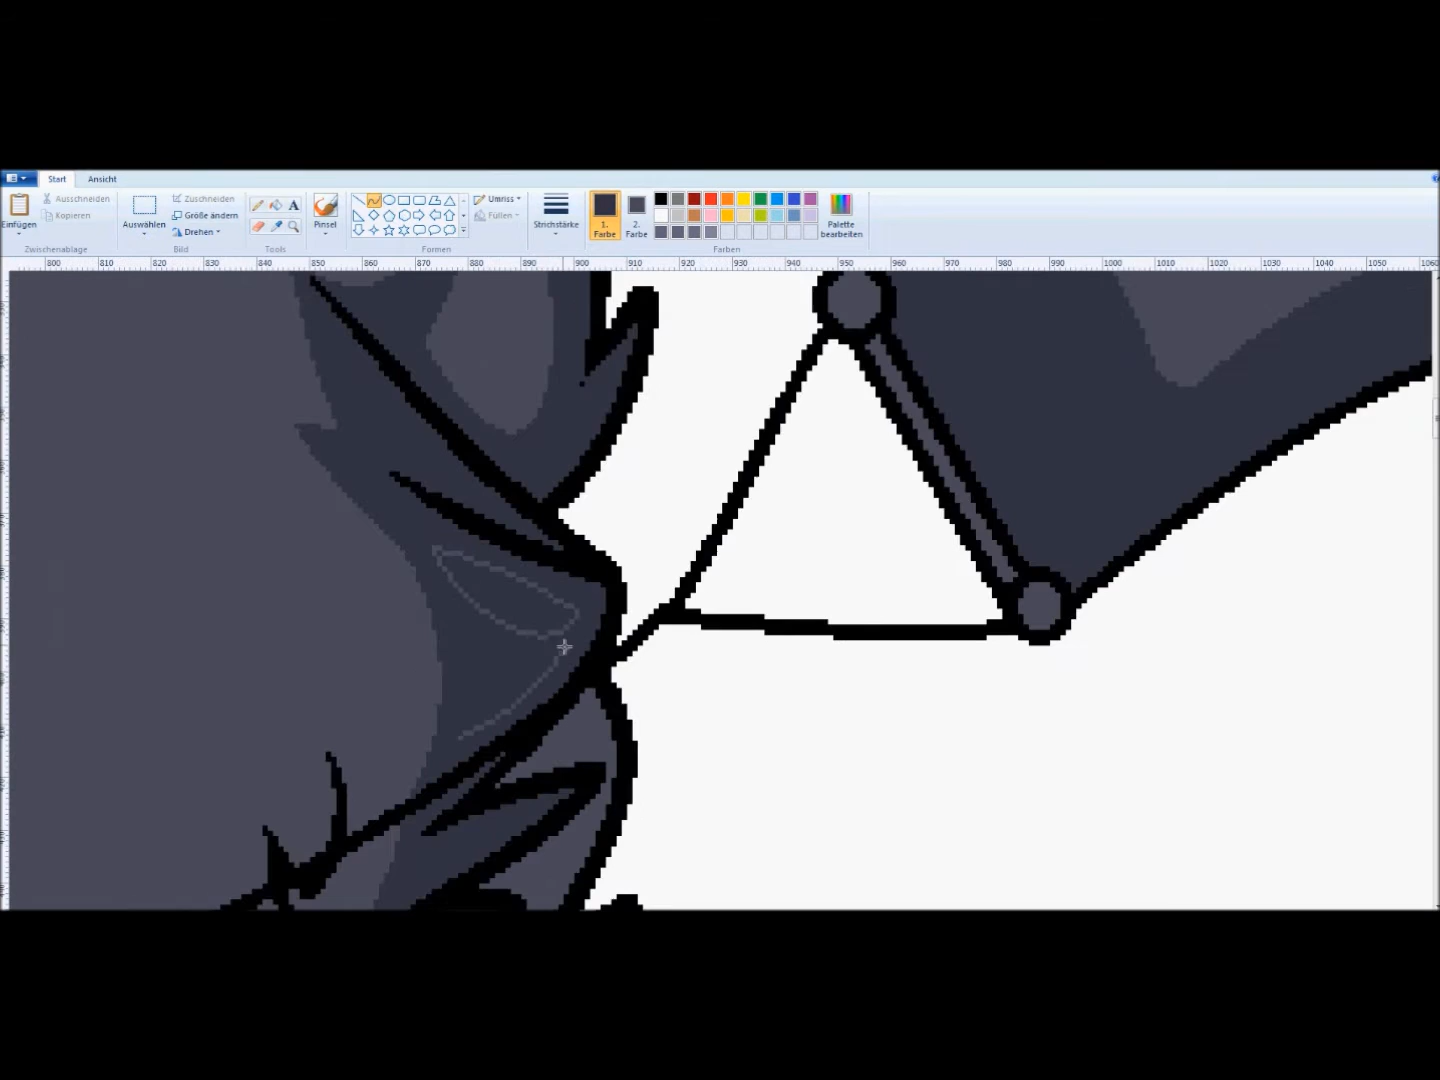 Start Ansicht
Einfügen
Ausschneiden
Kopieren
Zwischenablage
Auswählen
Zuschneiden
Größe ändern
Drehen
Bild
A
Tools
Pinsel
Umriss
Füllen
Formen
Strichstärke
1.
Farbe
2.
Farbe
Palette
bearbeiten
Farben
800 810 820 830 840 850 860 870 880 890 900 910 920 930 940 950 960 970 980 990 1000 1010 1020 1030 1040 1050 1060